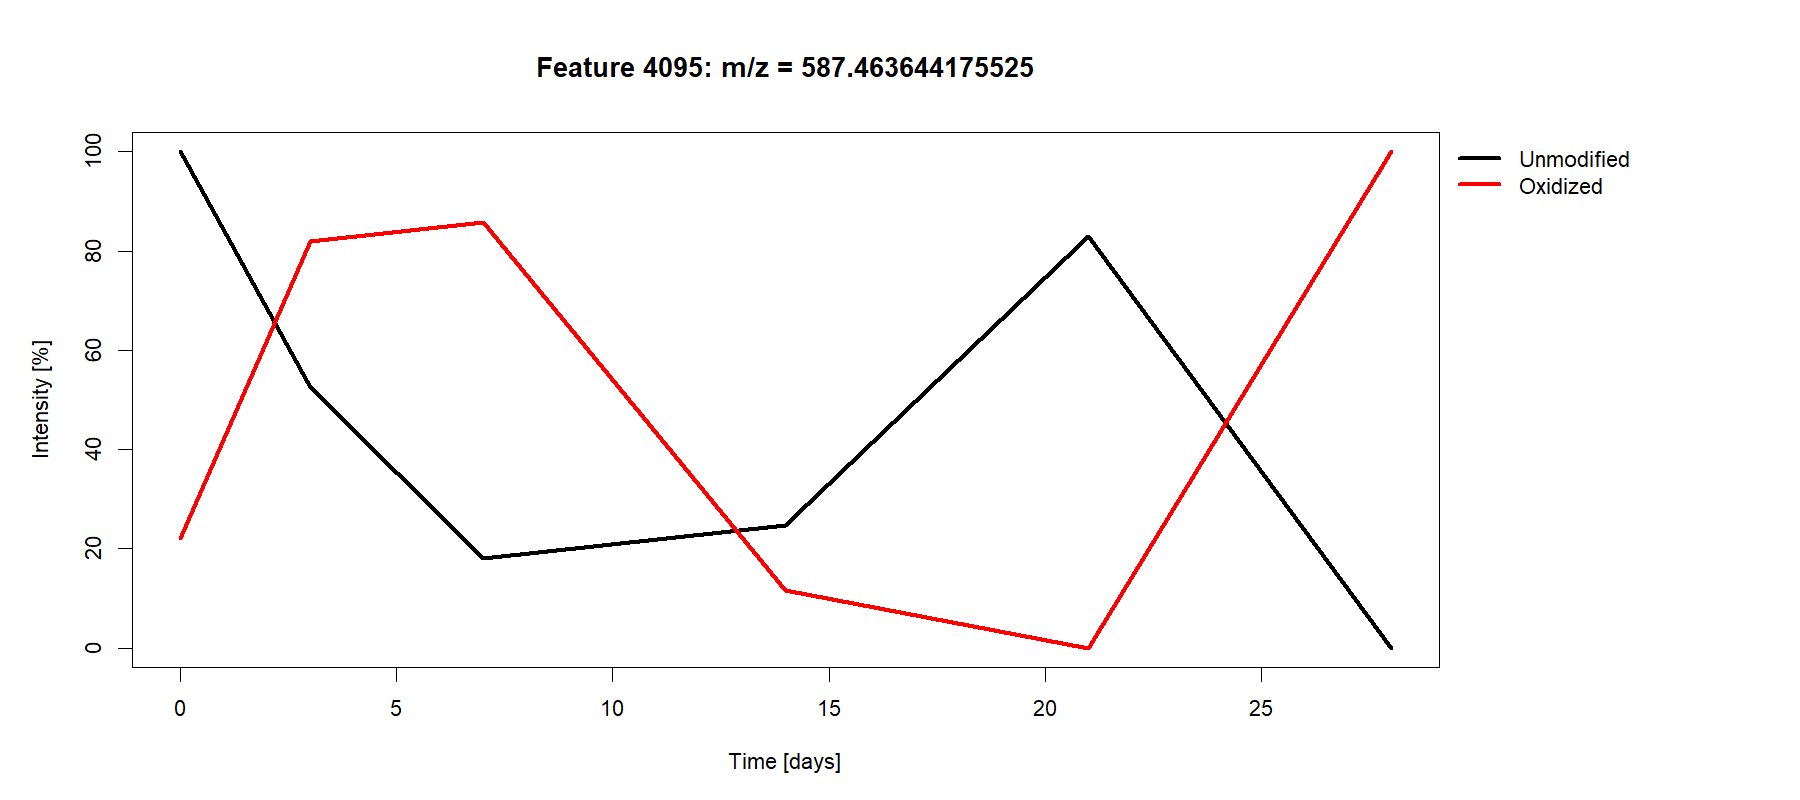 Feature 4095: m/z = 587.463644175525
Unmodified
Oxidized
Intensity [%]
100
80
60
40
20
0
0 5 10 15 20 25
Time [days]